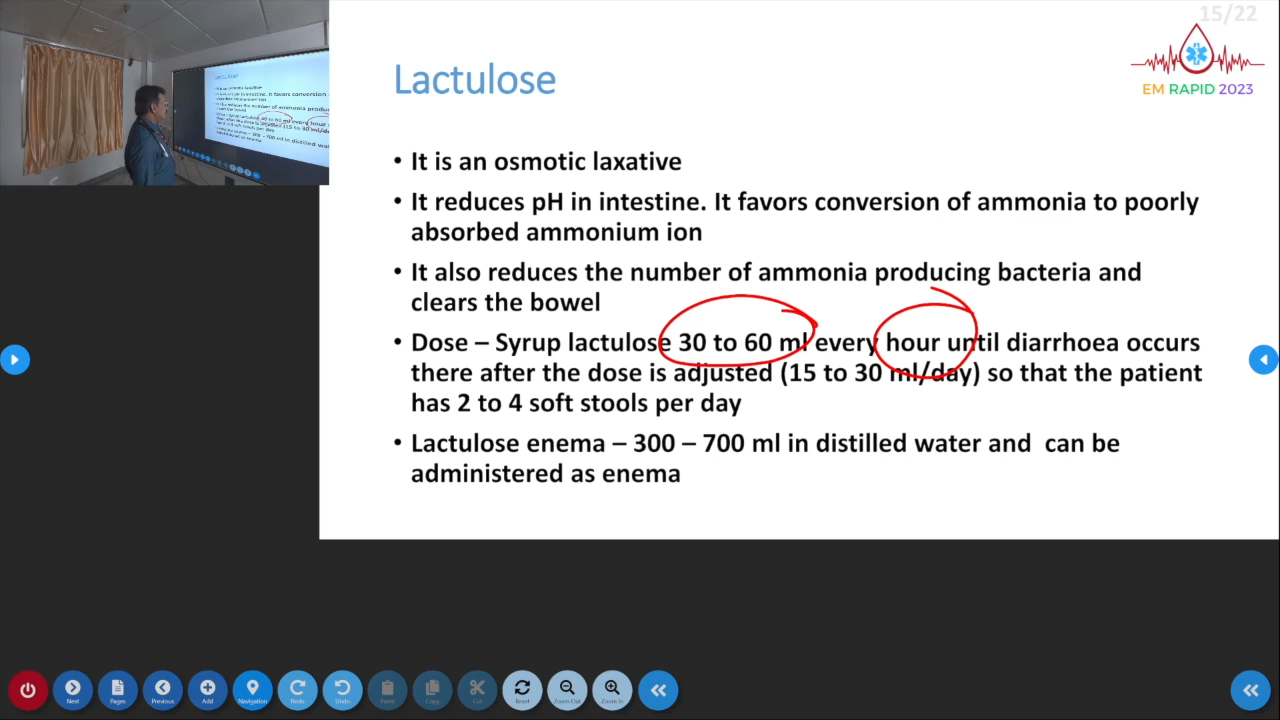 15/22
EM RAPID 2023
Lactulose
• It is an osmotic laxative
• It reduces pH in intestine. It favors conversion of ammonia to poorly
absorbed ammonium ion
• It also reduces the number of ammonia producing bacteria and
clears the bowel
• Dose – Syrup lactulose 30 to 60 ml every hour until diarrhoea occurs
there after the dose is adjusted (15 to 30 ml/day) so that the patient
has 2 to 4 soft stools per day
• Lactulose enema – 300 – 700 ml in distilled water and can be
administered as enema
Next Pages Previous Add Navigation Redo Undo Paste Copy Cut Reset Zoom Out Zoom In